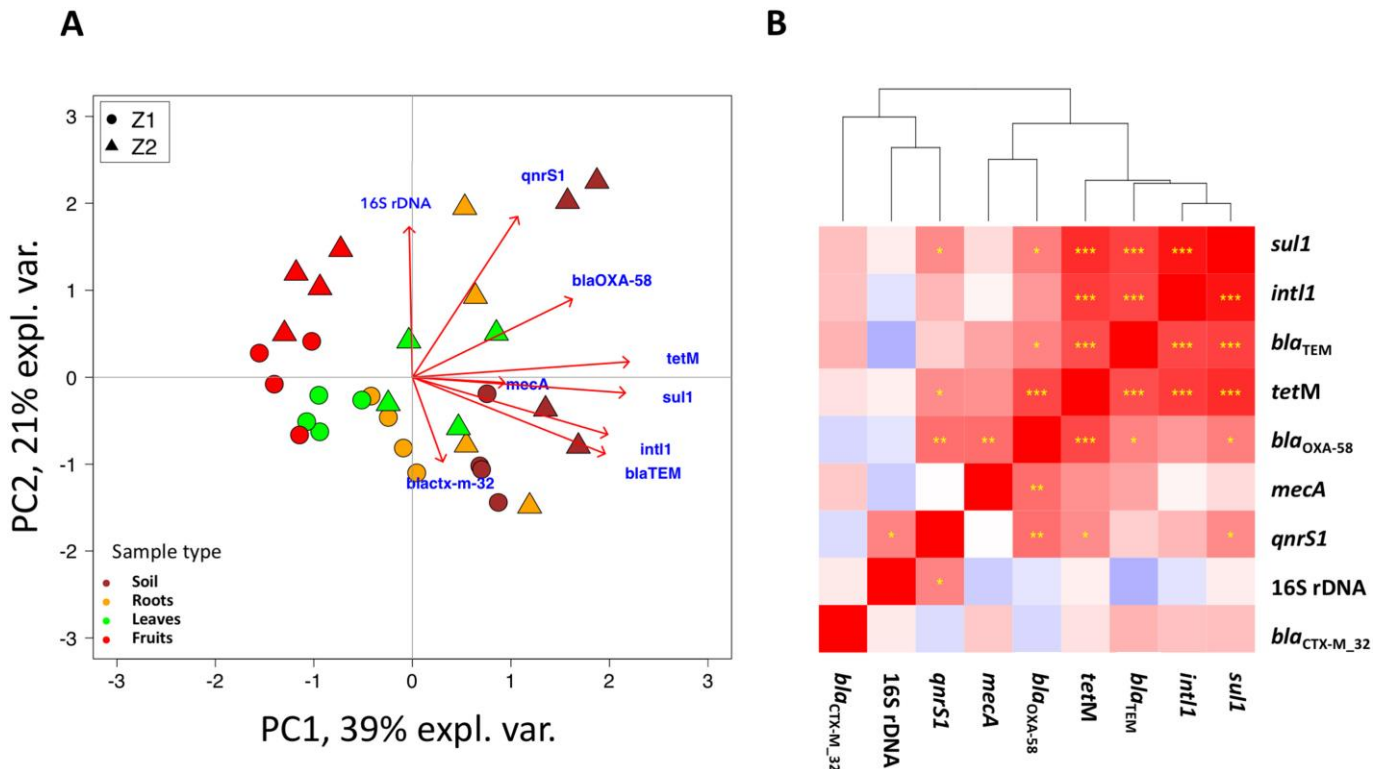 A
B
Z1
Z2
3
2
1
0
-1
-2
-3
-3
-2
-1
0
1
2
3
PC2, 21% expl. var.
PC1, 39% expl. var.
16S rDNA
qnrS1
blaOXA-58
tetM
mecA
sul1
intl1
blaTEM
blactx-m-32
Sample type
Soil
Roots
Leaves
Fruits
* * *** *** *** sul1
*** *** *** intl1
* *** *** *** blaTEM
* *** *** *** *** tetM
** ** *** * * blaOXA-58
** mecA
* ** * * qnrS1
* 16S rDNA
blaCTX-M_32
blaCTX-M_32
16S rDNA
qnrS1
mecA
blaOXA-58
tetM
blaTEM
intl1
sul1